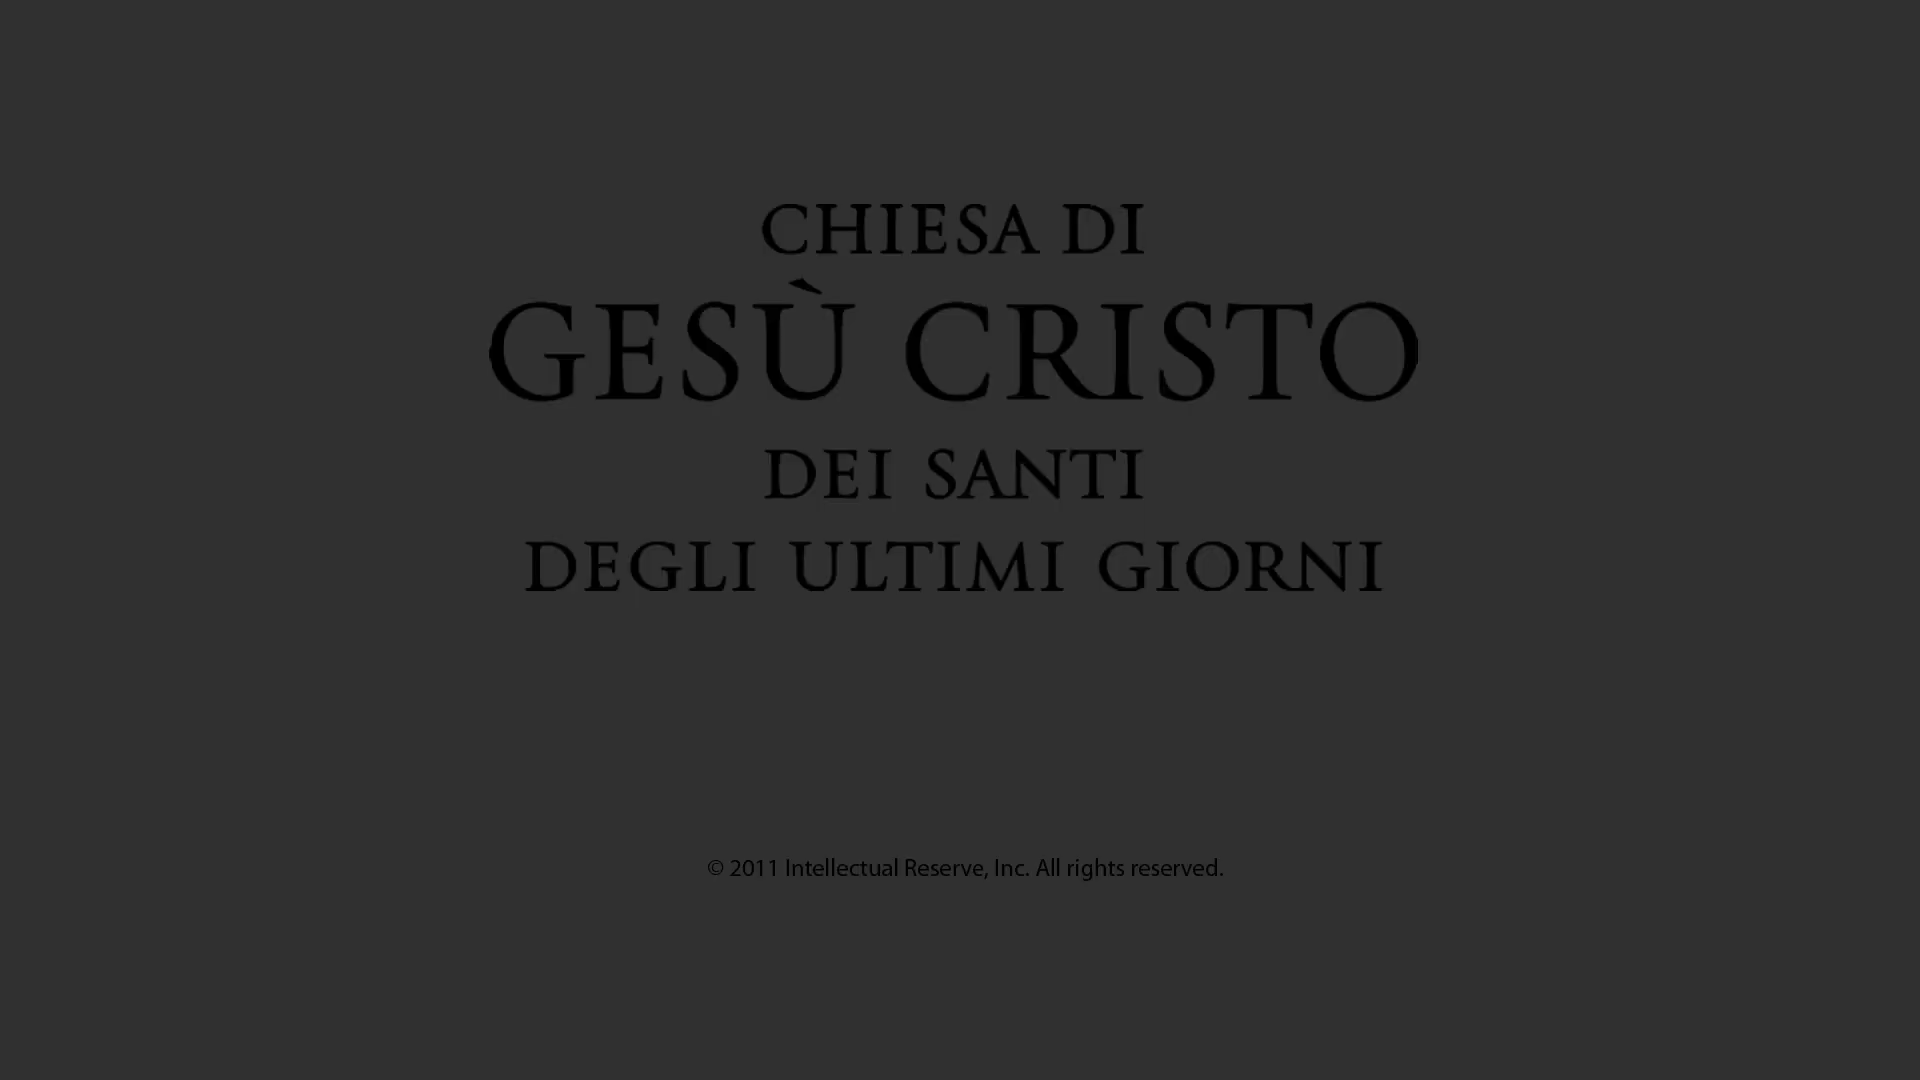 CHIESA DI
GESÙ CRISTO
DEI SANTI
DEGLI ULTIMI GIORNI
© 2011 Intellectual Reserve, Inc. All rights reserved.